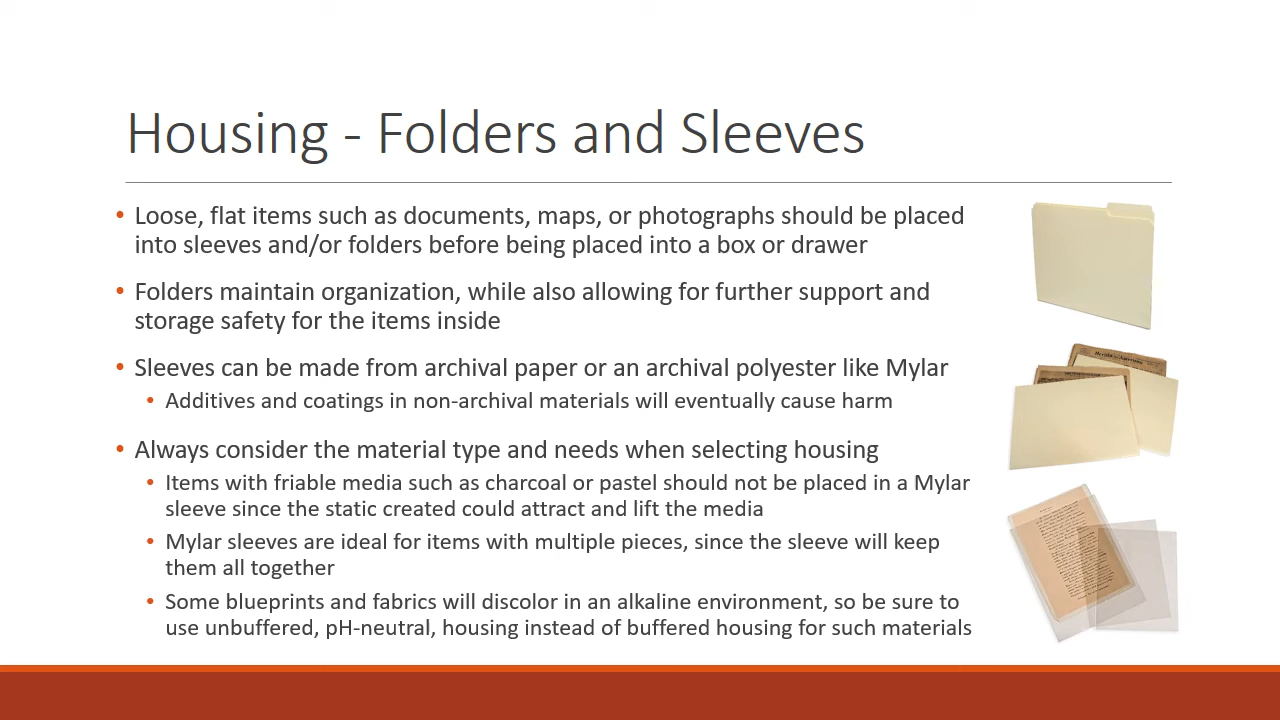 Housing - Folders and Sleeves
• Loose, flat items such as documents, maps, or photographs should be placed
into sleeves and/or folders before being placed into a box or drawer
• Folders maintain organization, while also allowing for further support and
storage safety for the items inside
• Sleeves can be made from archival paper or an archival polyester like Mylar
• Additives and coatings in non-archival materials will eventually cause harm
• Always consider the material type and needs when selecting housing
• Items with friable media such as charcoal or pastel should not be placed in a Mylar
sleeve since the static created could attract and lift the media
• Mylar sleeves are ideal for items with multiple pieces, since the sleeve will keep
them all together
• Some blueprints and fabrics will discolor in an alkaline environment, so be sure to
use unbuffered, pH-neutral, housing instead of buffered housing for such materials